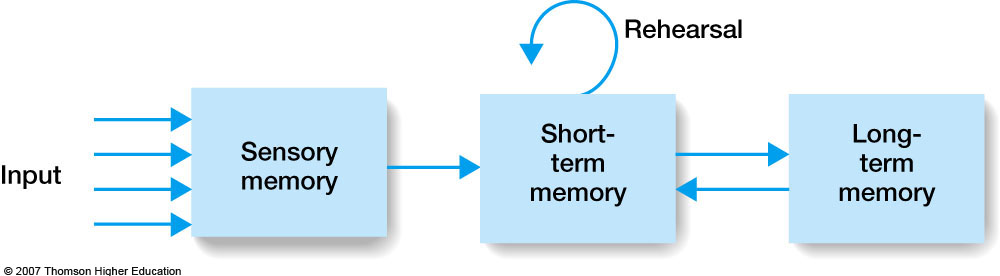 Rehearsal
Input
Sensory
memory
Short-
term
memory
Long-
term
memory
© 2007 Thomson Higher Education